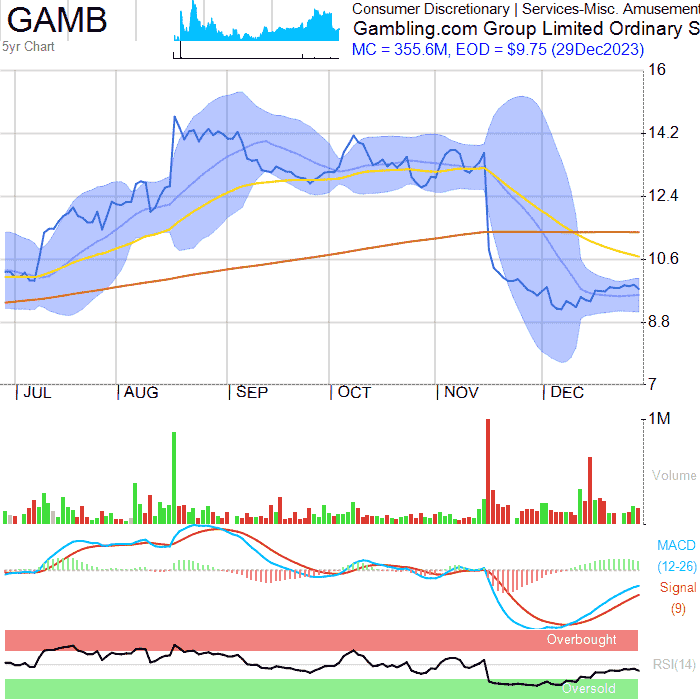 GAMB
5yr Chart
Consumer Discretionary | Services-Misc. Amusement
Gambling.com Group Limited Ordinary S
MC = 355.6M, EOD = $9.75 (29Dec2023)
16
14.2
12.4
10.6
8.8
7
JUL AUG SEP OCT NOV DEC
1M
Volume
MACD
(12-26)
Signal
(9)
Overbought
RSI(14)
Oversold